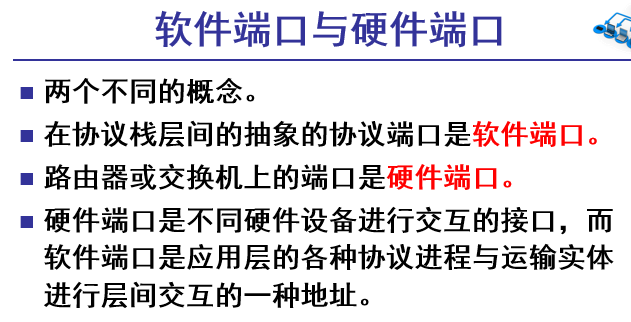 软件端口与硬件端口
两个不同的概念。
在协议栈层间的抽象的协议端口是软件端口。
路由器或交换机上的端口是硬件端口。
硬件端口是不同硬件设备进行交互的接口，而
软件端口是应用层的各种协议进程与运输实体
进行层间交互的一种地址。